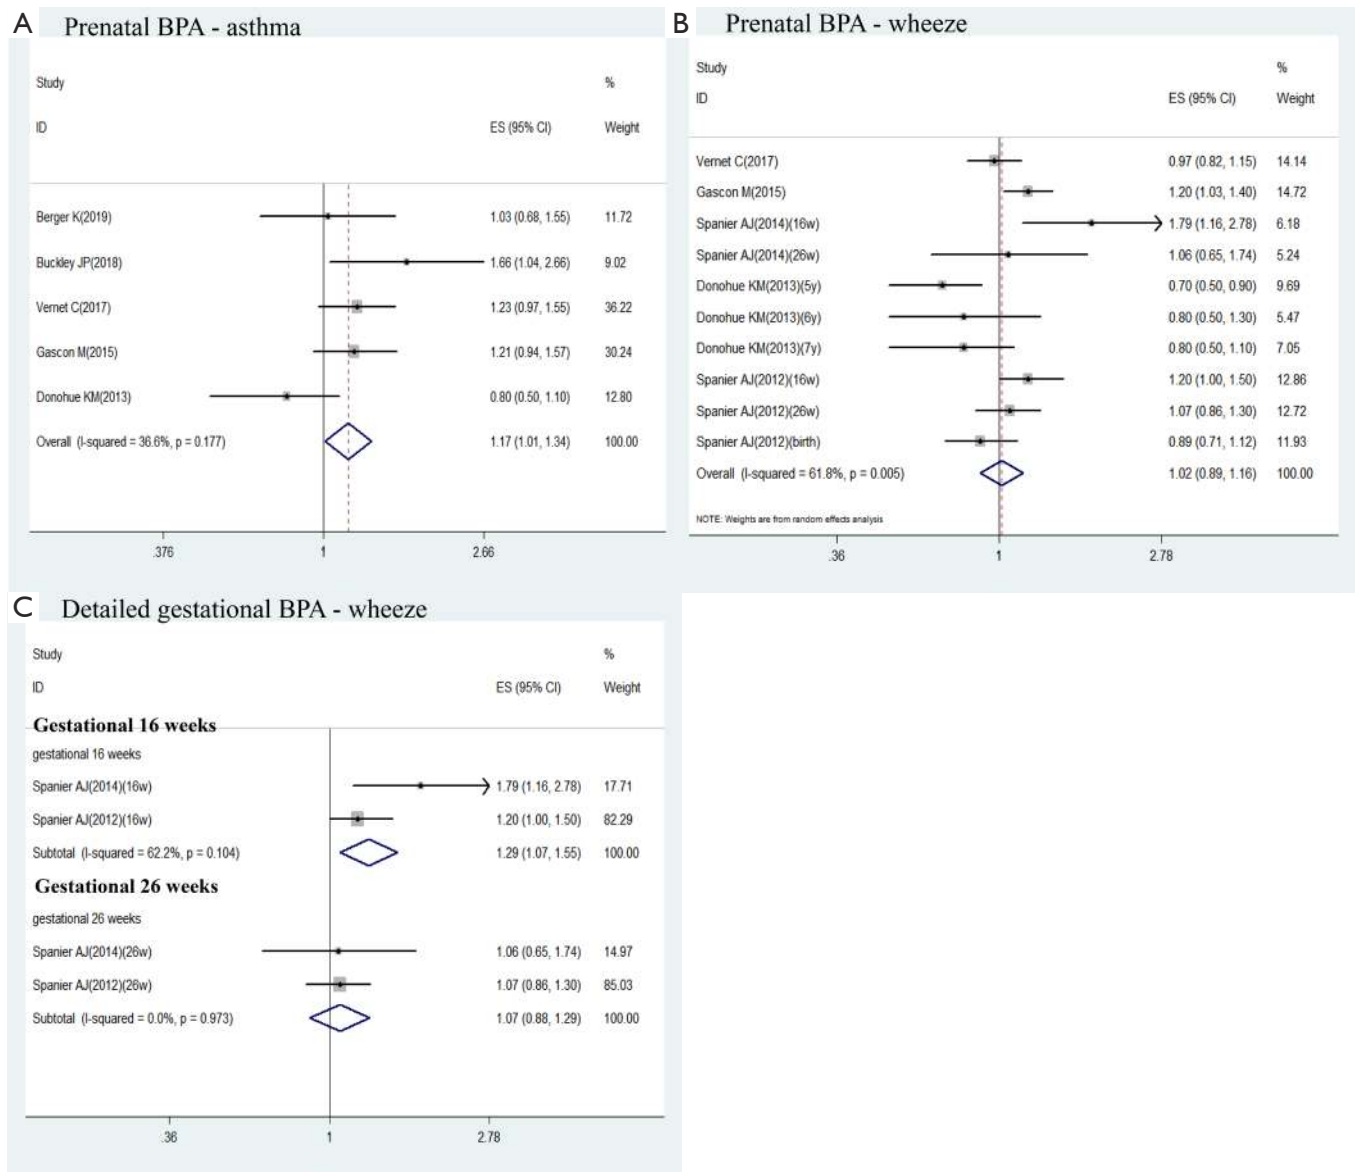 A Prenatal BPA - asthma
Study %
ID ES (95% CI) Weight
Berger K(2019) 1.03 (0.68, 1.55) 11.72
Buckley JP(2018) 1.66 (1.04, 2.66) 9.02
Vernet C(2017) 1.23 (0.97, 1.55) 36.22
Gascon M(2015) 1.21 (0.94, 1.57) 30.24
Donohue KM(2013) 0.80 (0.50, 1.10) 12.80
Overall (I-squared = 36.6%, p = 0.177) 1.17 (1.01, 1.34) 100.00
.376 1 2.66
B Prenatal BPA - wheeze
Study %
ID ES (95% CI) Weight
Vernet C(2017) 0.97 (0.82, 1.15) 14.14
Gascon M(2015) 1.20 (1.03, 1.40) 14.72
Spanier AJ(2014)(16w) 1.79 (1.16, 2.78) 6.18
Spanier AJ(2014)(26w) 1.06 (0.65, 1.74) 5.24
Donohue KM(2013)(5y) 0.70 (0.50, 0.90) 9.69
Donohue KM(2013)(6y) 0.80 (0.50, 1.30) 5.47
Donohue KM(2013)(7y) 0.80 (0.50, 1.10) 7.05
Spanier AJ(2012)(16w) 1.20 (1.00, 1.50) 12.86
Spanier AJ(2012)(26w) 1.07 (0.86, 1.30) 12.72
Spanier AJ(2012)(birth) 0.89 (0.71, 1.12) 11.93
Overall (I-squared = 61.8%, p = 0.005) 1.02 (0.89, 1.16) 100.00
NOTE: Weights are from random effects analysis
.36 1 2.78
C Detailed gestational BPA - wheeze
Study %
ID ES (95% CI) Weight
Gestational 16 weeks
gestational 16 weeks
Spanier AJ(2014)(16w) 1.79 (1.16, 2.78) 17.71
Spanier AJ(2012)(16w) 1.20 (1.00, 1.50) 82.29
Subtotal (I-squared = 62.2%, p = 0.104) 1.29 (1.07, 1.55) 100.00
Gestational 26 weeks
gestational 26 weeks
Spanier AJ(2014)(26w) 1.06 (0.65, 1.74) 14.97
Spanier AJ(2012)(26w) 1.07 (0.86, 1.30) 85.03
Subtotal (I-squared = 0.0%, p = 0.973) 1.07 (0.88, 1.29) 100.00
.36 1 2.78